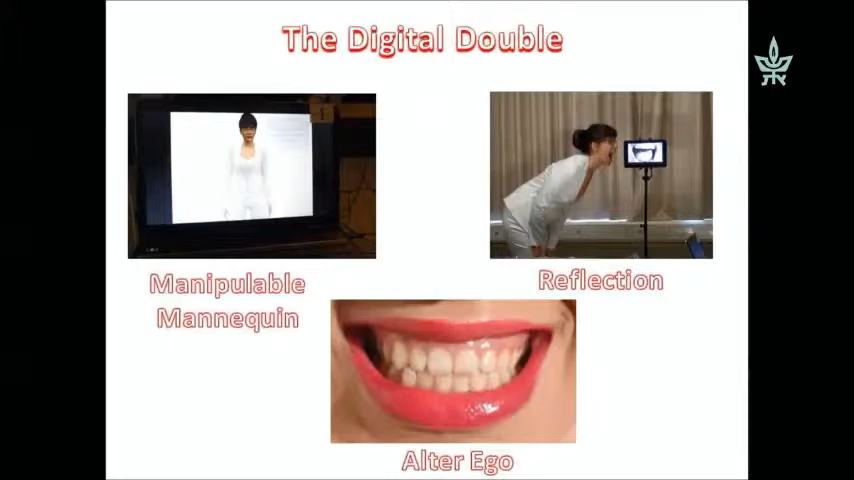 The Digital Double
Manipulable
Mannequin
Reflection
Alter Ego